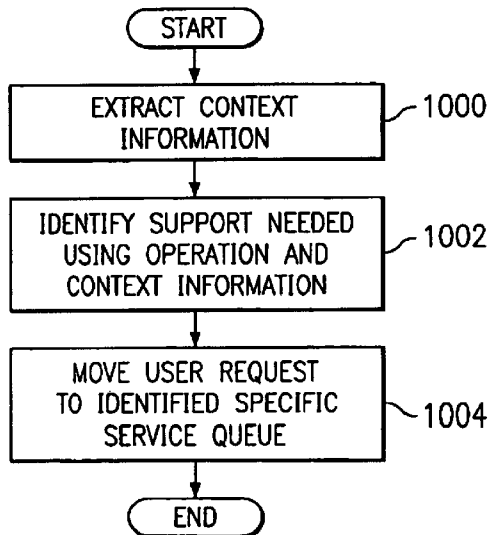 START
EXTRACT CONTEXT
INFORMATION
1000
IDENTIFY SUPPORT NEEDED
USING OPERATION AND
CONTEXT INFORMATION
1002
MOVE USER REQUEST
TO IDENTIFIED SPECIFIC
SERVICE QUEUE
1004
END